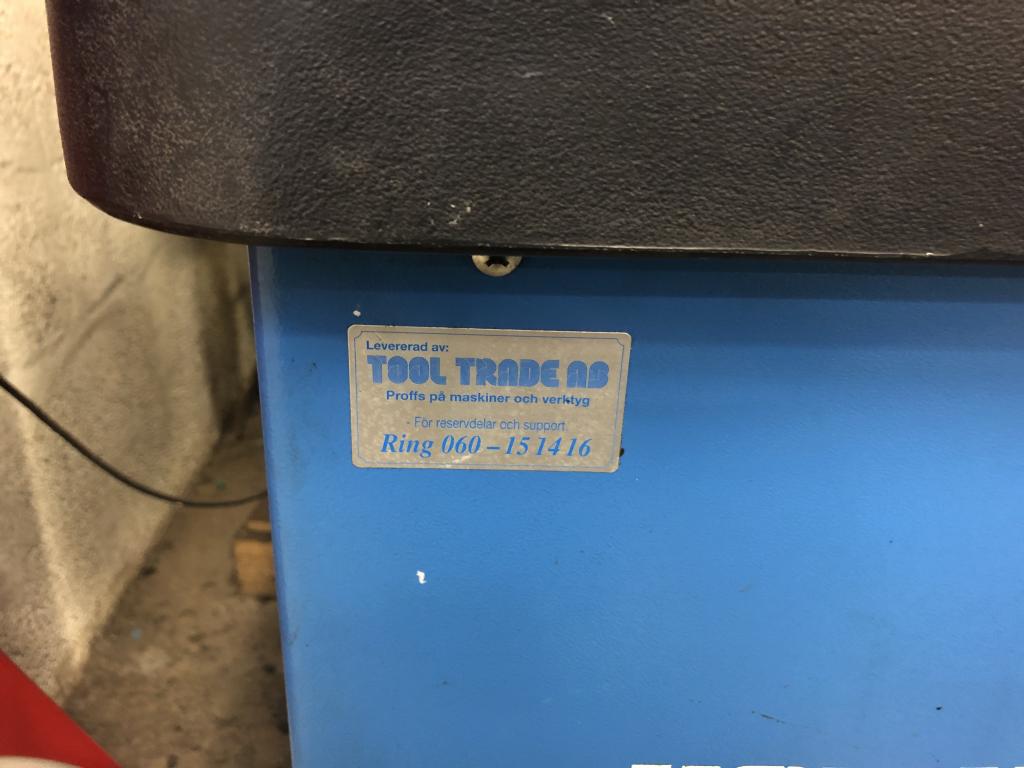 Levererad av:
TOOL TRADE AB
Proffs på maskiner och verktyg
- För reservdelar och support
Ring 060 – 15 14 16